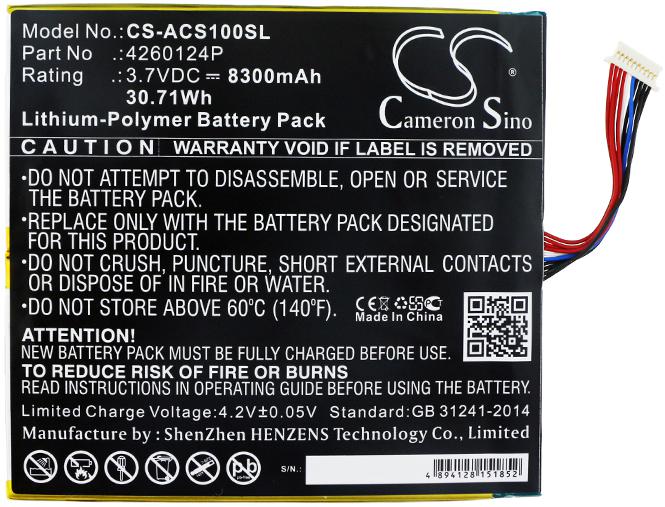 Model No.:CS-ACS100SL
Part No :4260124P
Rating :3.7VDC ⎓ 8300mAh
30.71Wh
Lithium-Polymer Battery Pack
CS
®
Cameron Sino
CAUTION WARRANTY VOID IF LABEL IS REMOVED
•DO NOT ATTEMPT TO DISASSEMBLE, OPEN OR SERVICE
THE BATTERY PACK.
•REPLACE ONLY WITH THE BATTERY PACK DESIGNATED
FOR THIS PRODUCT.
•DO NOT CRUSH, PUNCTURE, SHORT EXTERNAL CONTACTS
OR DISPOSE OF IN FIRE OR WATER.
•DO NOT STORE ABOVE 60°C (140°F).
CE FC
Made In China
ATTENTION!
NEW BATTERY PACK MUST BE FULLY CHARGED BEFORE USE.
TO REDUCE RISK OF FIRE OR BURNS
READ INSTRUCTIONS IN OPERATING GUIDE BEFORE USING BATTERY.
Limited Charge Voltage:4.2V±0.05V Standard:GB 31241-2014
Manufacture by : ShenZhen HENZENS Technology Co., Ltd.
Pb
S/N.:
4 894128 151852